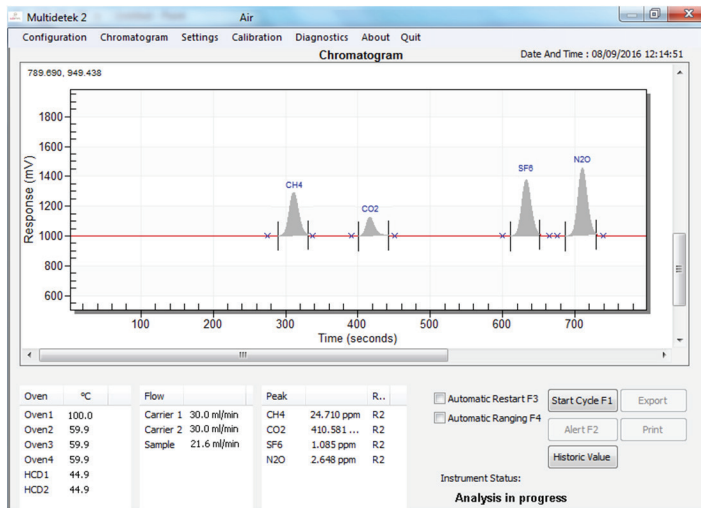 Multidetek 2 Air
Configuration Chromatogram Settings Calibration Diagnostics About Quit
Chromatogram Date And Time : 08/09/2016 12:14:51
789.690, 949.438
Response (mV)
1800
1600
1400
1200
1000
800
600
CH4
CO2
SF6
N2O
100 200 300 400 500 600 700
Time (seconds)
Oven °C
Oven1 100.0
Oven2 59.9
Oven3 59.9
Oven4 59.9
HCD1 44.9
HCD2 44.9
Flow
Carrier 1 30.0 ml/min
Carrier 2 30.0 ml/min
Sample 21.6 ml/min
Peak R..
CH4 24.710 ppm R2
CO2 410.581 ... R2
SF6 1.085 ppm R2
N2O 2.648 ppm R2
Automatic Restart F3
Automatic Ranging F4
Start Cycle F1 Export
Alert F2 Print
Historic Value
Instrument Status:
Analysis in progress